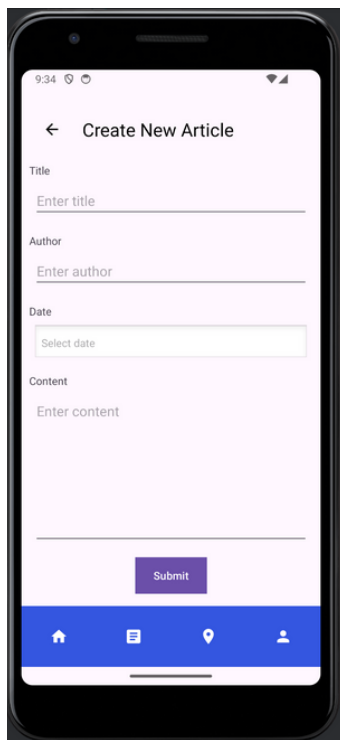 9:34
Create New Article
Title
Enter title
Author
Enter author
Date
Select date
Content
Enter content
Submit